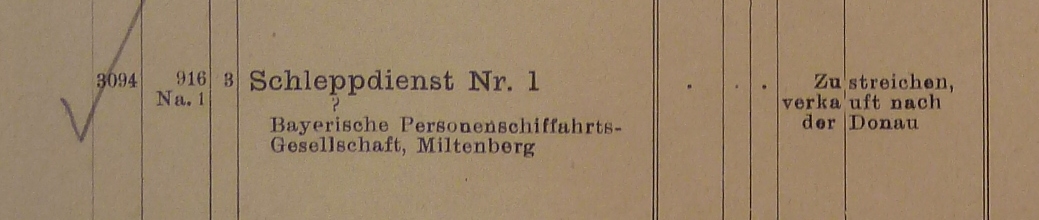 3094 916 3 Schleppdienst Nr. 1 . . . Zu streichen,
Na. 1 ? verkauft nach
Bayerische Personenschiffahrts- der Donau
Gesellschaft, Miltenberg